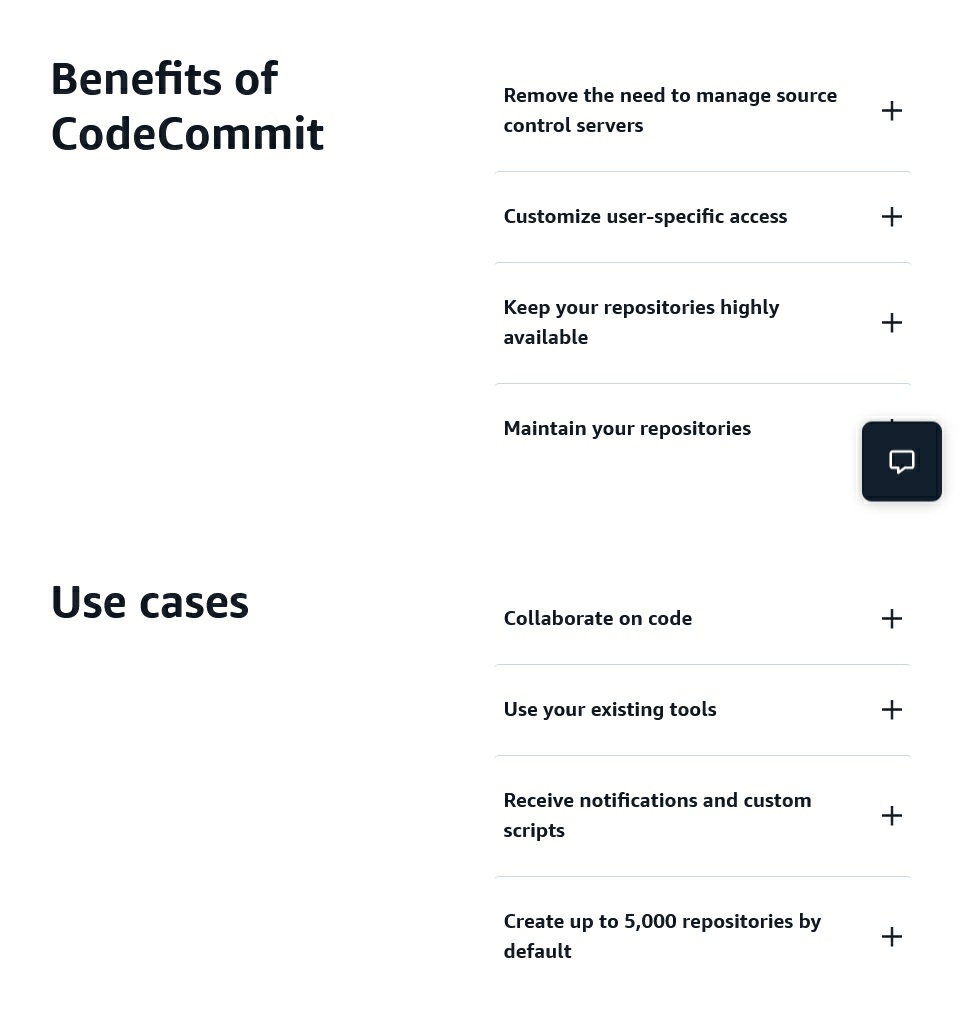 Benefits of
CodeCommit
Remove the need to manage source
control servers
Customize user-specific access
Keep your repositories highly
available
Maintain your repositories
Use cases
Collaborate on code
Use your existing tools
Receive notifications and custom
scripts
Create up to 5,000 repositories by
default